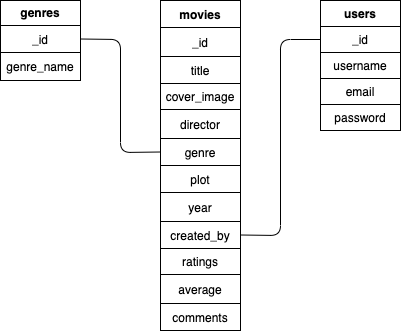 genres
_id
genre_name
movies
_id
title
cover_image
director
genre
plot
year
created_by
ratings
average
comments
users
_id
username
email
password